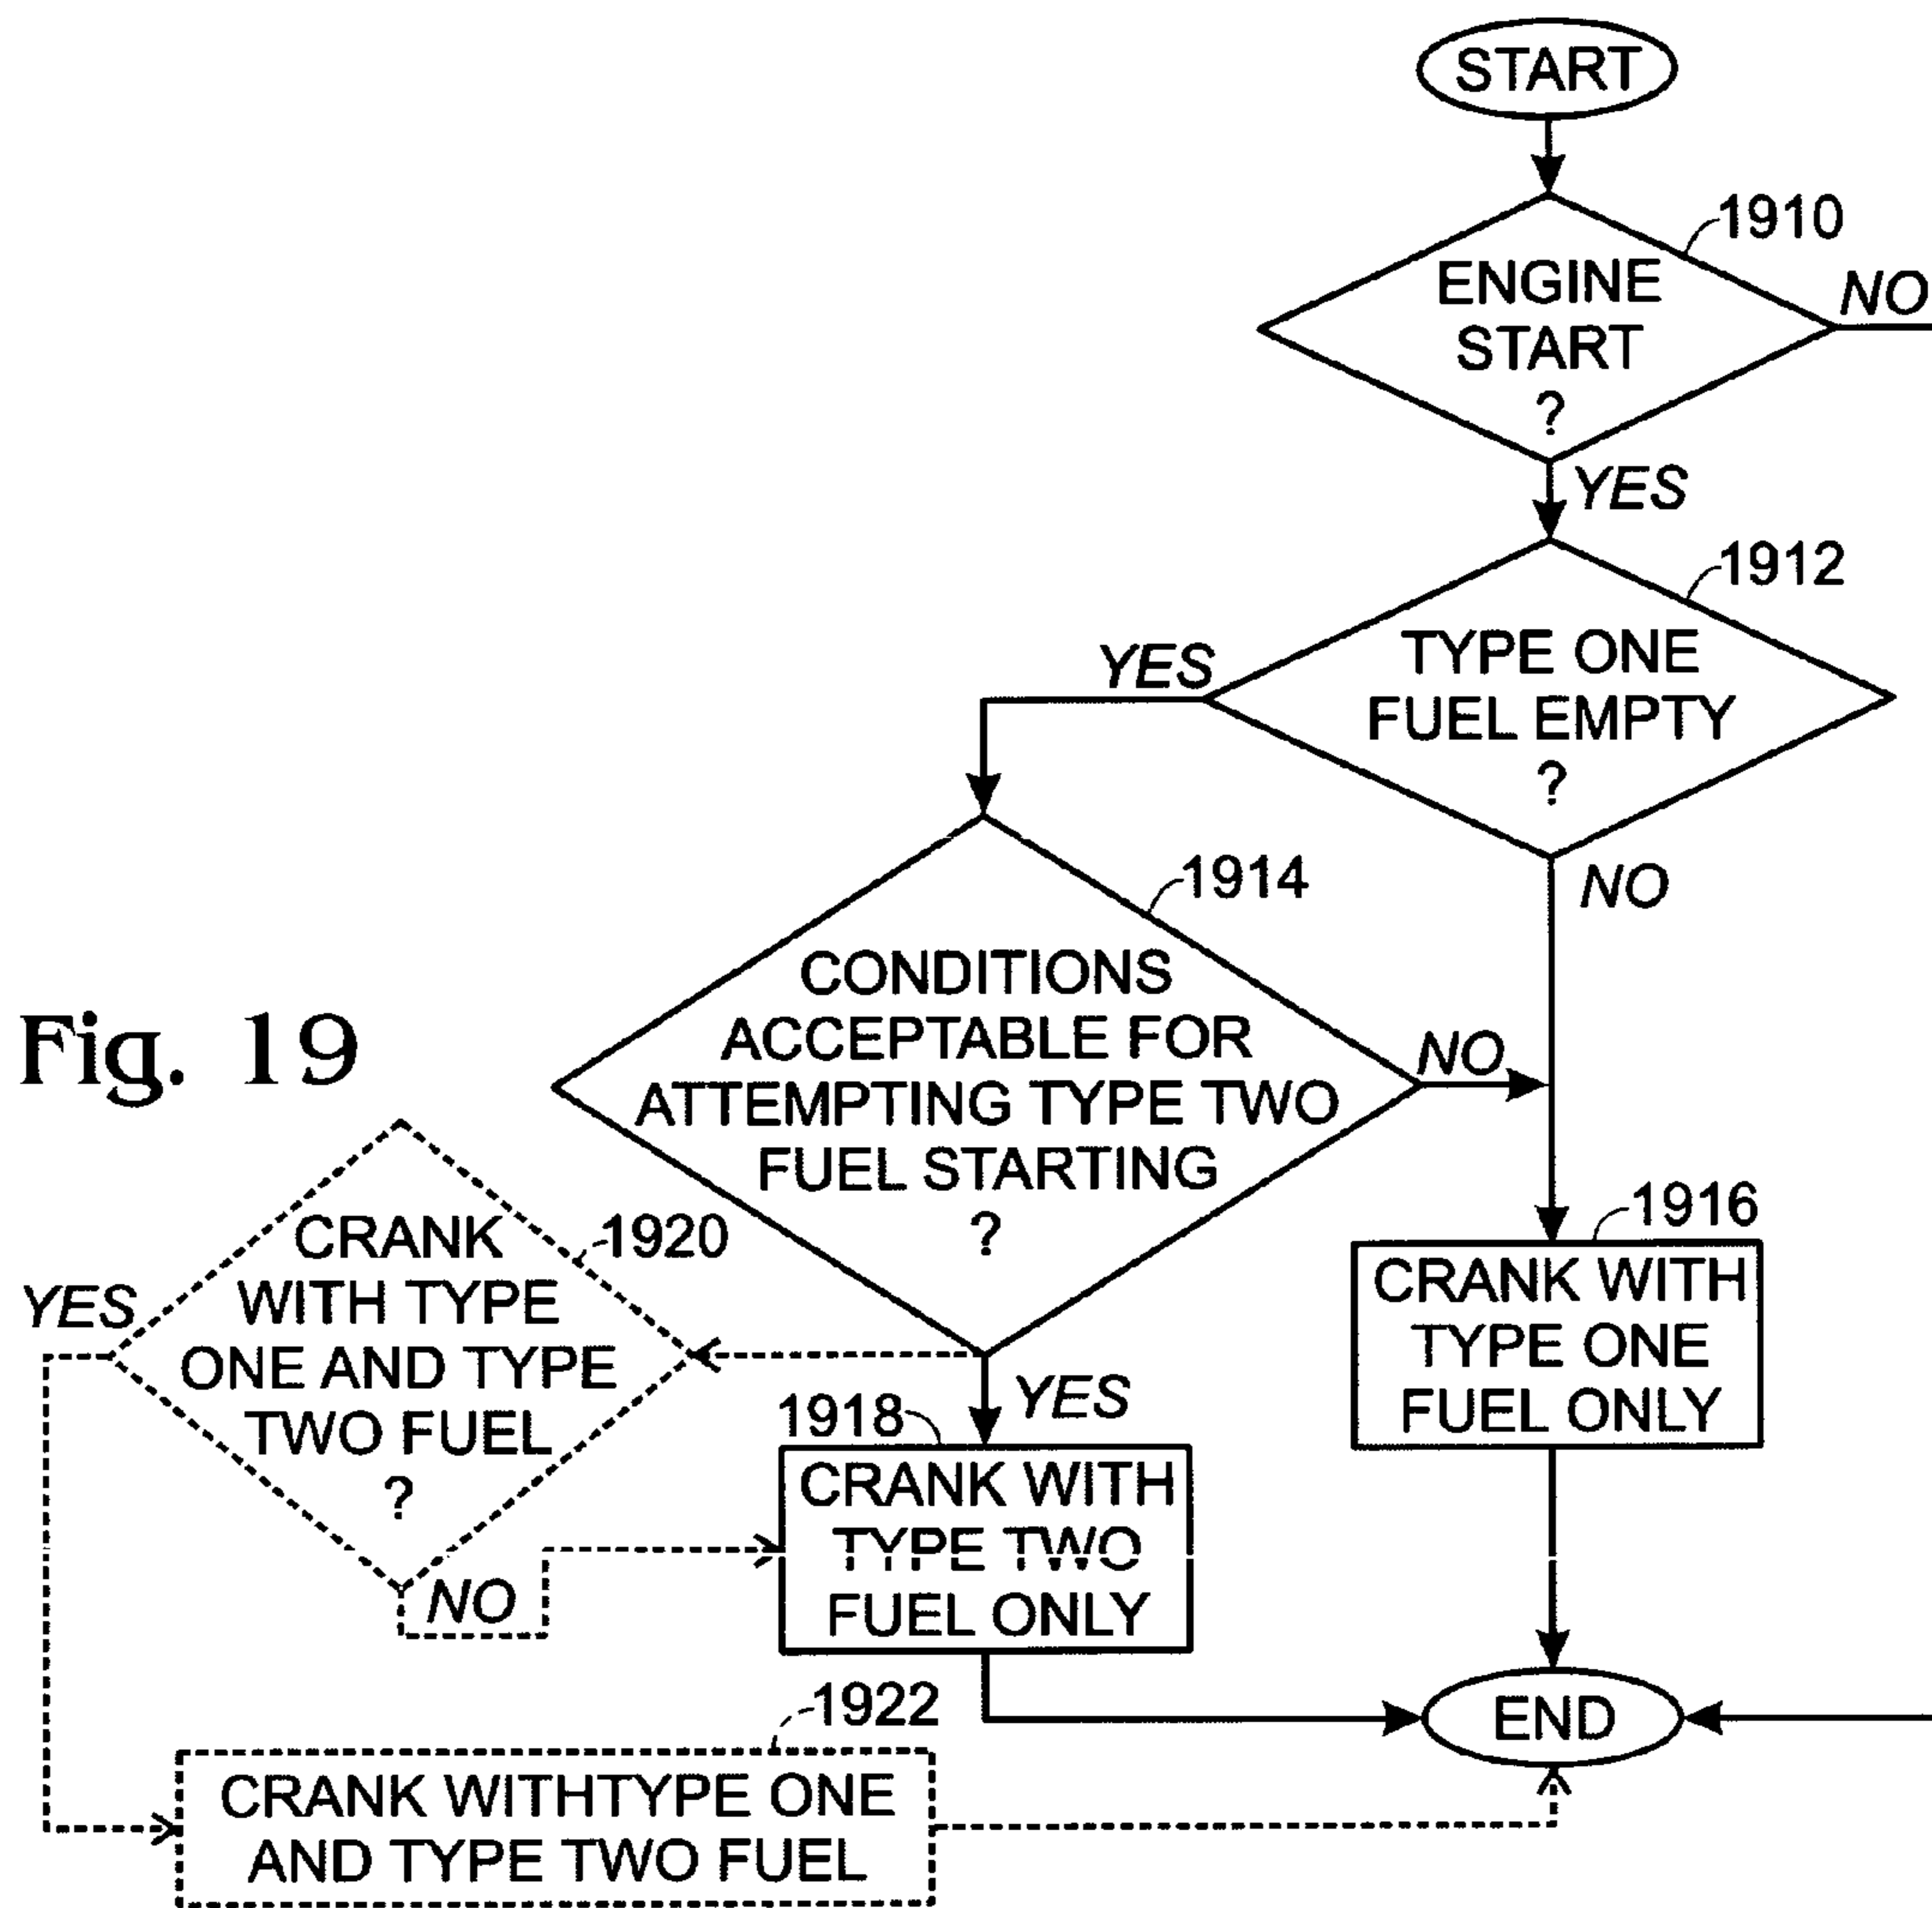 START
1910
ENGINE
START
?
NO
YES
1912
TYPE ONE
FUEL EMPTY
?
YES
NO
1914
CONDITIONS
ACCEPTABLE FOR
ATTEMPTING TYPE TWO
FUEL STARTING
?
NO
YES
Fig. 19
1920
CRANK
WITH TYPE
ONE AND TYPE
TWO FUEL
?
YES
NO
1916
CRANK WITH
TYPE ONE
FUEL ONLY
1918
CRANK WITH
TYPE TWO
FUEL ONLY
1922
CRANK WITHTYPE ONE
AND TYPE TWO FUEL
END